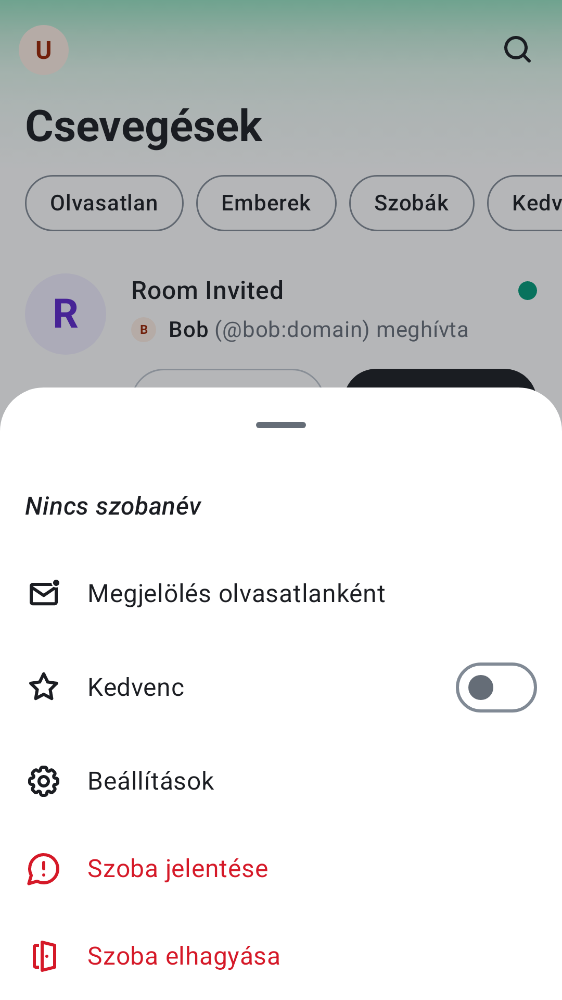 U
Csevegések
Olvasatlan Emberek Szobák Kedv
R
Room Invited
B Bob (@bob:domain) meghívta
Nincs szobanév
Megjelölés olvasatlanként
Kedvenc
Beállítások
Szoba jelentése
Szoba elhagyása